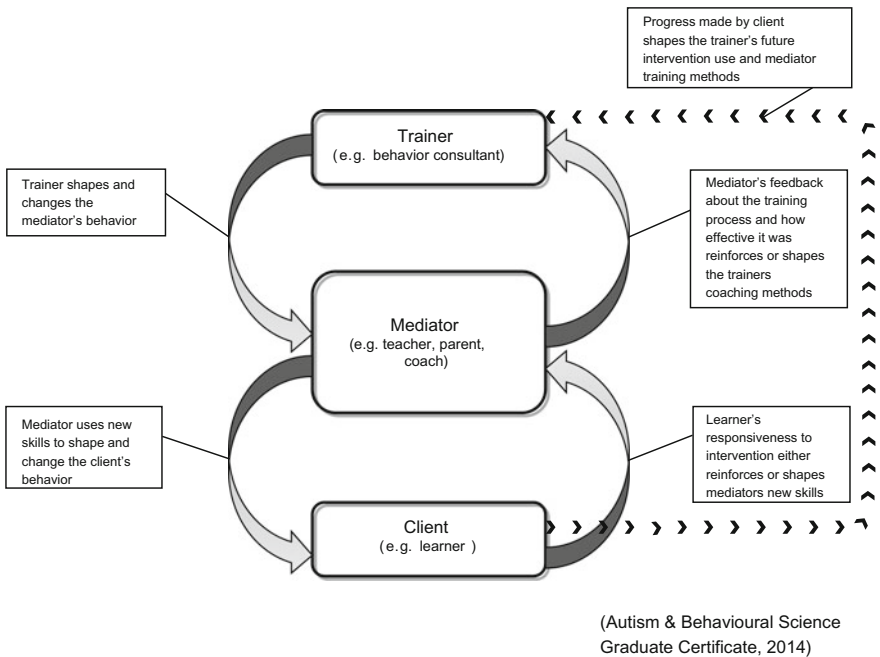 Progress made by client
shapes the trainer's future
intervention use and mediator
training methods
Trainer
(e.g. behavior consultant)
Trainer shapes and
changes the
mediator's behavior
Mediator's feedback
about the training
process and how
effective it was
reinforces or shapes
the trainers
coaching methods
Mediator
(e.g. teacher, parent,
coach)
Mediator uses new
skills to shape and
change the client's
behavior
Learner's
responsiveness to
intervention either
reinforces or shapes
mediators new skills
Client
(e.g. learner )
(Autism & Behavioural Science
Graduate Certificate, 2014)